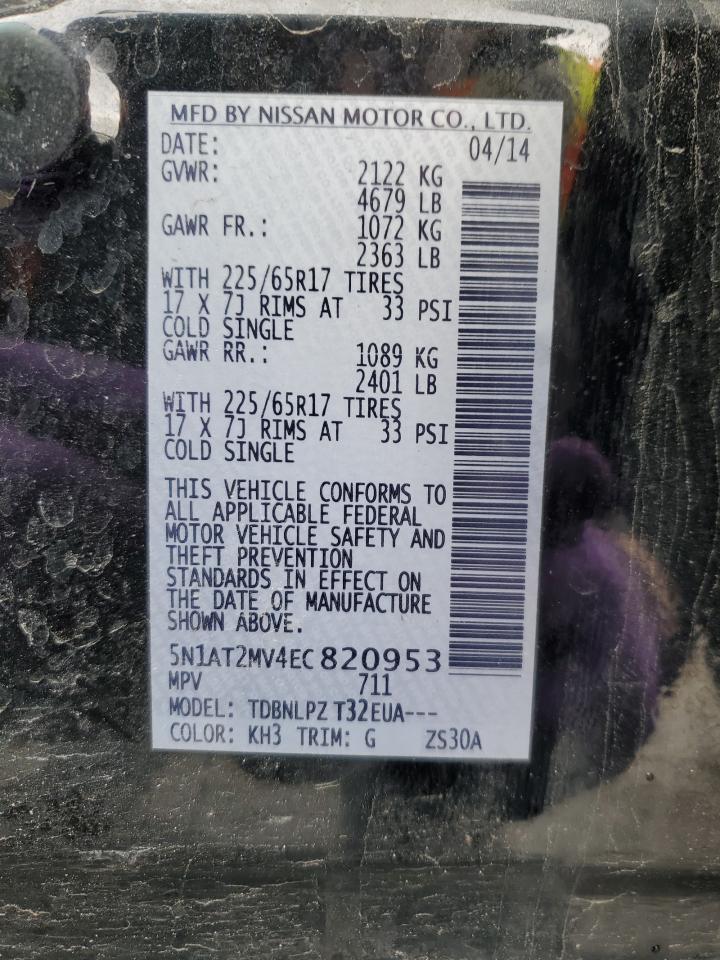 MFD BY NISSAN MOTOR CO., LTD.
DATE: 04/14
GVWR: 2122 KG
4679 LB
GAWR FR.: 1072 KG
2363 LB
WITH 225/65R17 TIRES
17 X 7J RIMS AT 33 PSI
COLD SINGLE
GAWR RR.: 1089 KG
2401 LB
WITH 225/65R17 TIRES
17 X 7J RIMS AT 33 PSI
COLD SINGLE
THIS VEHICLE CONFORMS TO
ALL APPLICABLE FEDERAL
MOTOR VEHICLE SAFETY AND
THEFT PREVENTION
STANDARDS IN EFFECT ON
THE DATE OF MANUFACTURE
SHOWN ABOVE.
5N1AT2MV4EC820953
MPV 711
MODEL: TDBNLPZ T32EUA---
COLOR: KH3 TRIM: G ZS30A